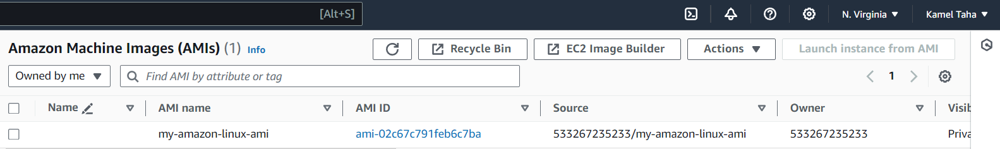 [Alt+S]
N. Virginia
Kamel Taha
Amazon Machine Images (AMIs) (1) Info
Recycle Bin
EC2 Image Builder
Actions
Launch instance from AMI
Owned by me
Find AMI by attribute or tag
1
Name
AMI name
AMI ID
Source
Owner
Visib
my-amazon-linux-ami
ami-02c67c791feb6c7ba
533267235233/my-amazon-linux-ami
533267235233
Priva